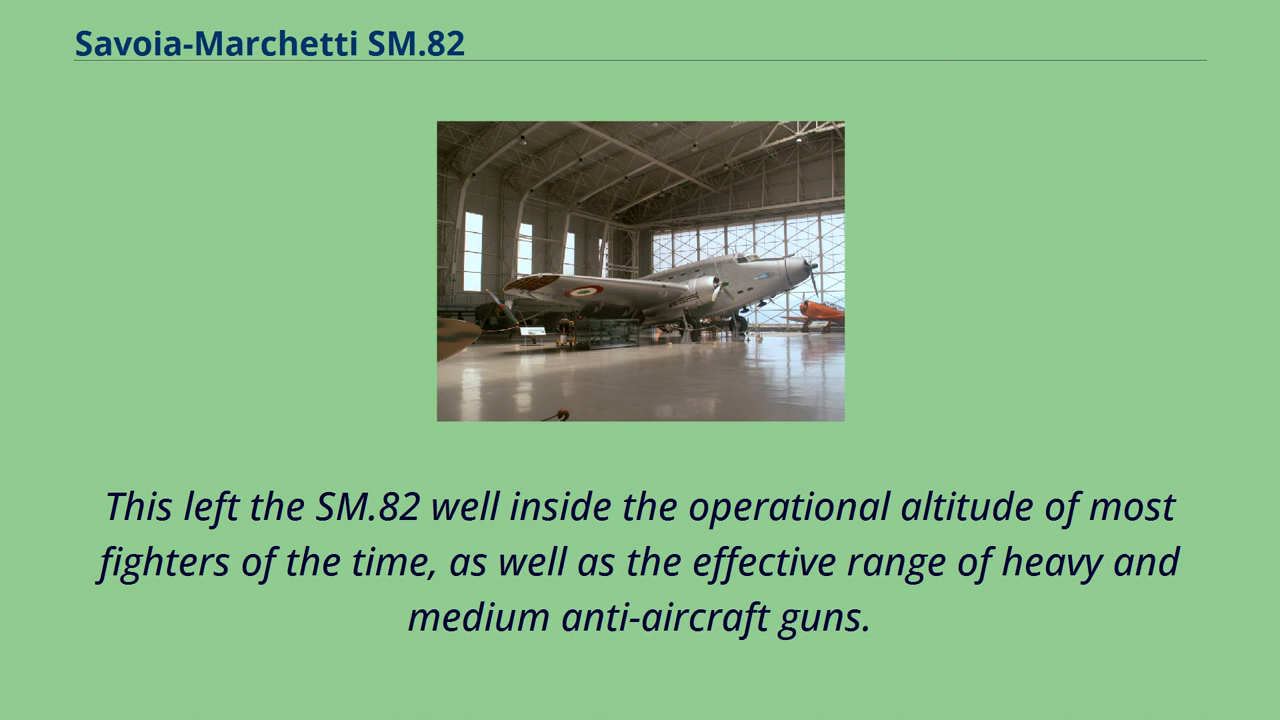 Savoia-Marchetti SM.82
This left the SM.82 well inside the operational altitude of most
fighters of the time, as well as the effective range of heavy and
medium anti-aircraft guns.